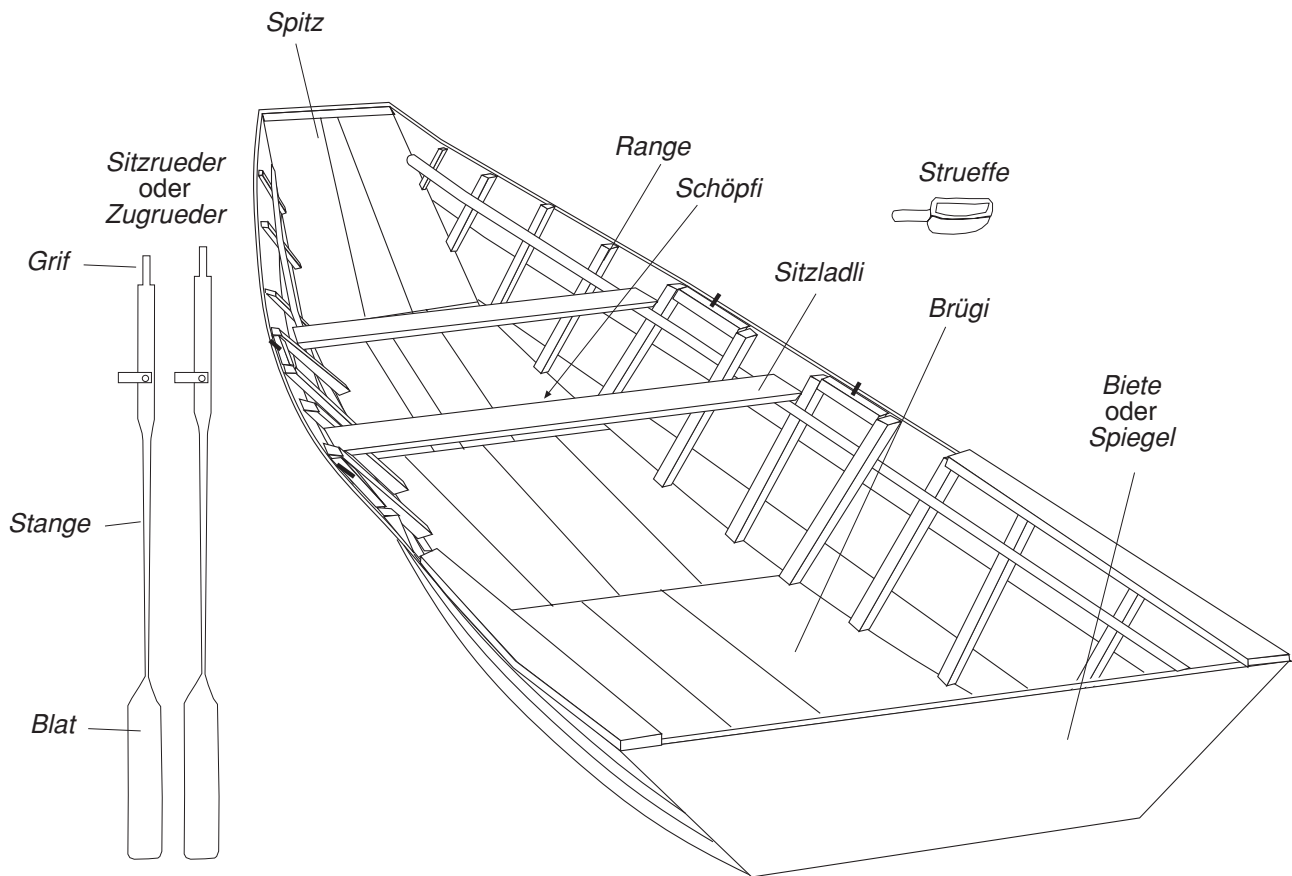 Spitz
Sitzrueder
oder
Zugrueder
Range
Schöpfi
Strueffe
Grif
Sitzladli
Brügi
Biete
oder
Spiegel
Stange
Blat